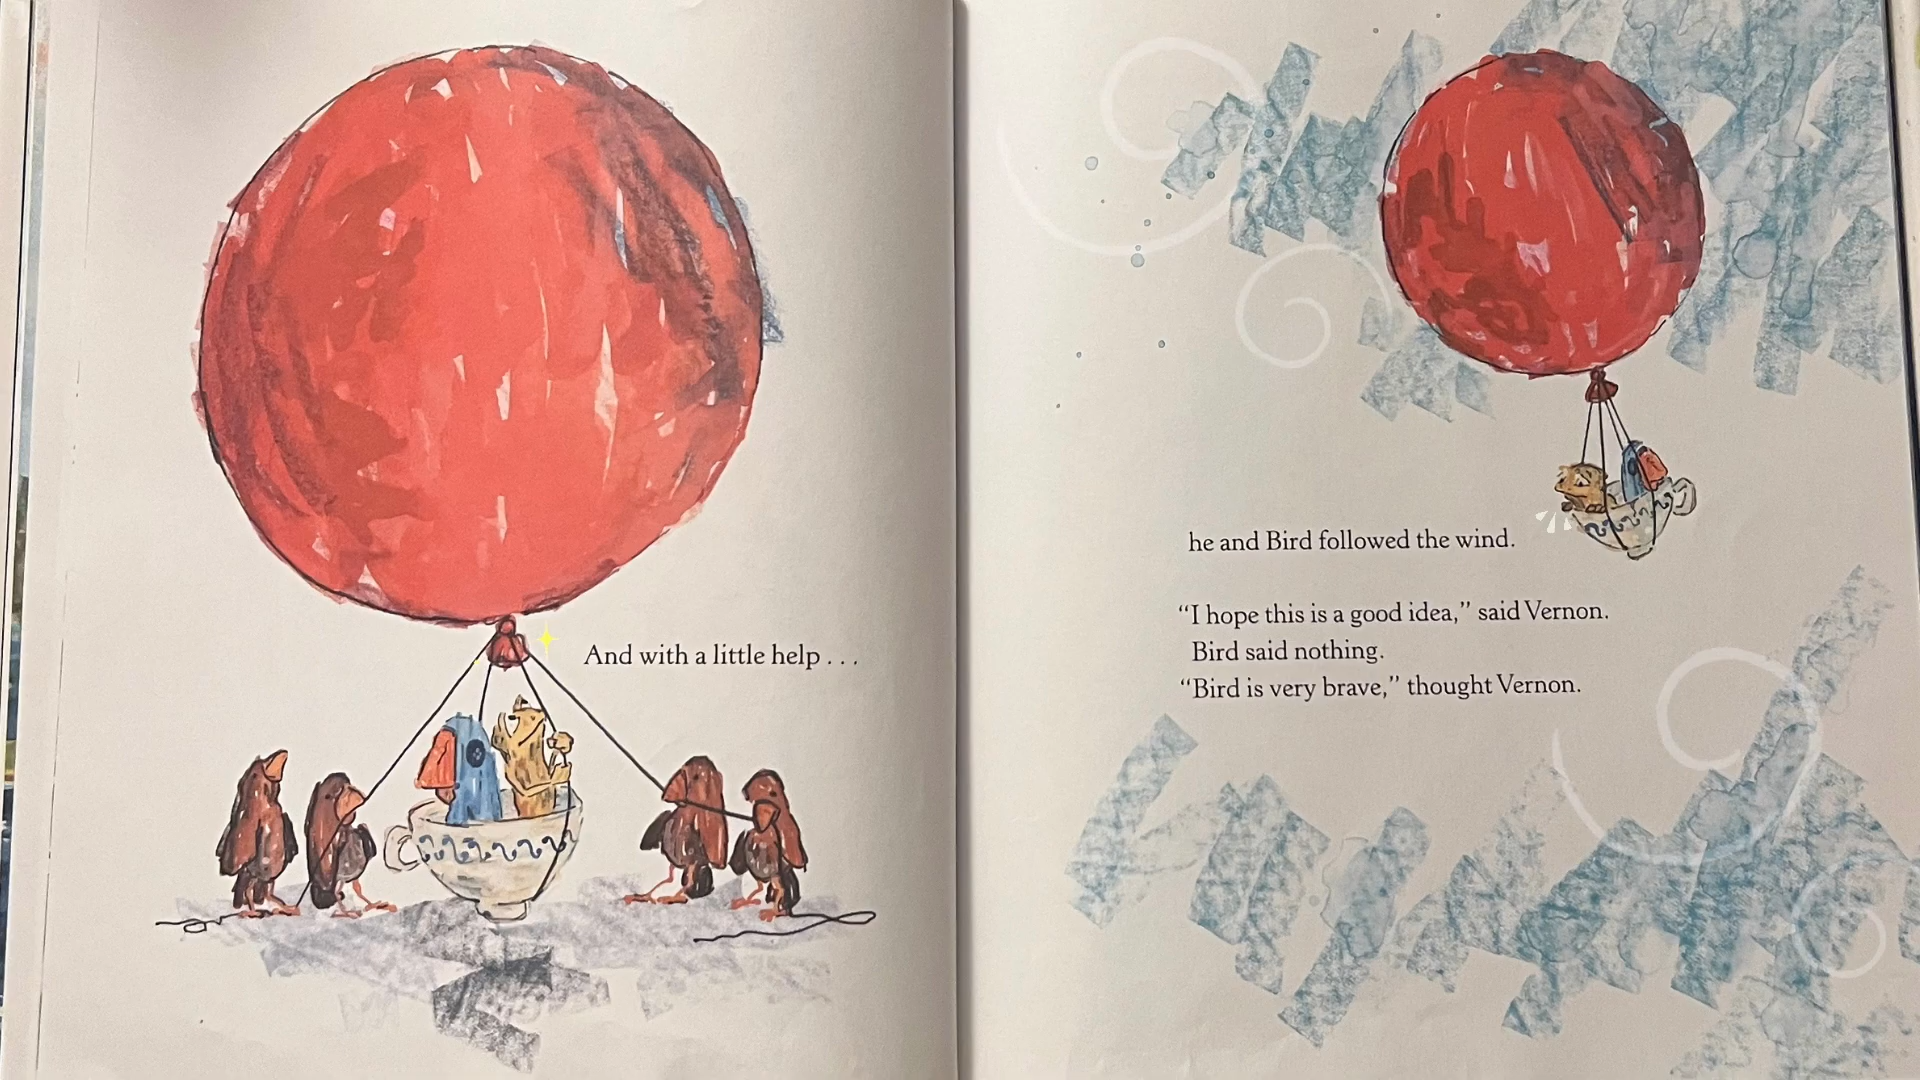 And with a little help . . .
he and Bird followed the wind.
“I hope this is a good idea,” said Vernon.
Bird said nothing.
“Bird is very brave,” thought Vernon.